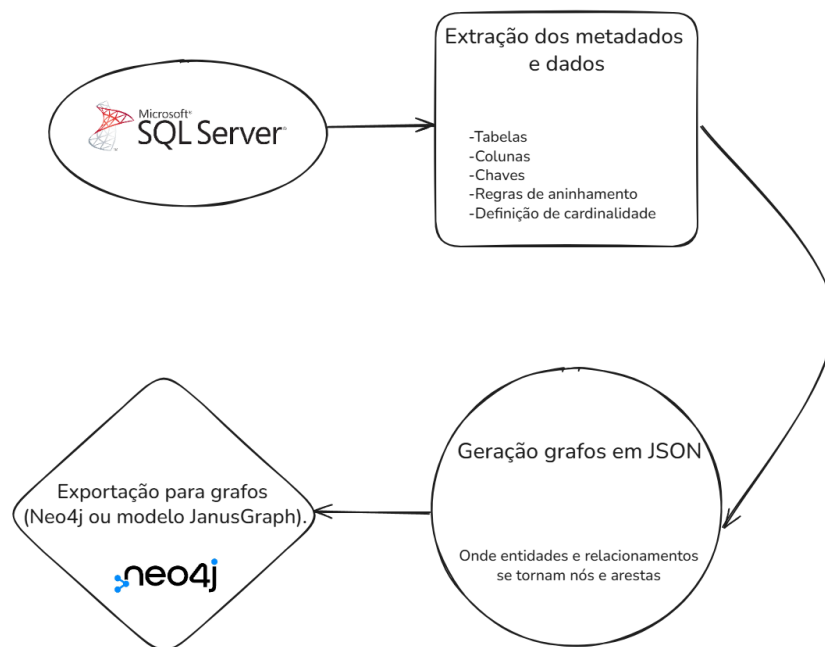 Extração dos metadados
e dados
Microsoft®
SQL Server®
-Tabelas
-Colunas
-Chaves
-Regras de aninhamento
-Definição de cardinalidade
Geração grafos em JSON
Onde entidades e relacionamentos
se tornam nós e arestas
Exportação para grafos
(Neo4j ou modelo JanusGraph).
neo4j